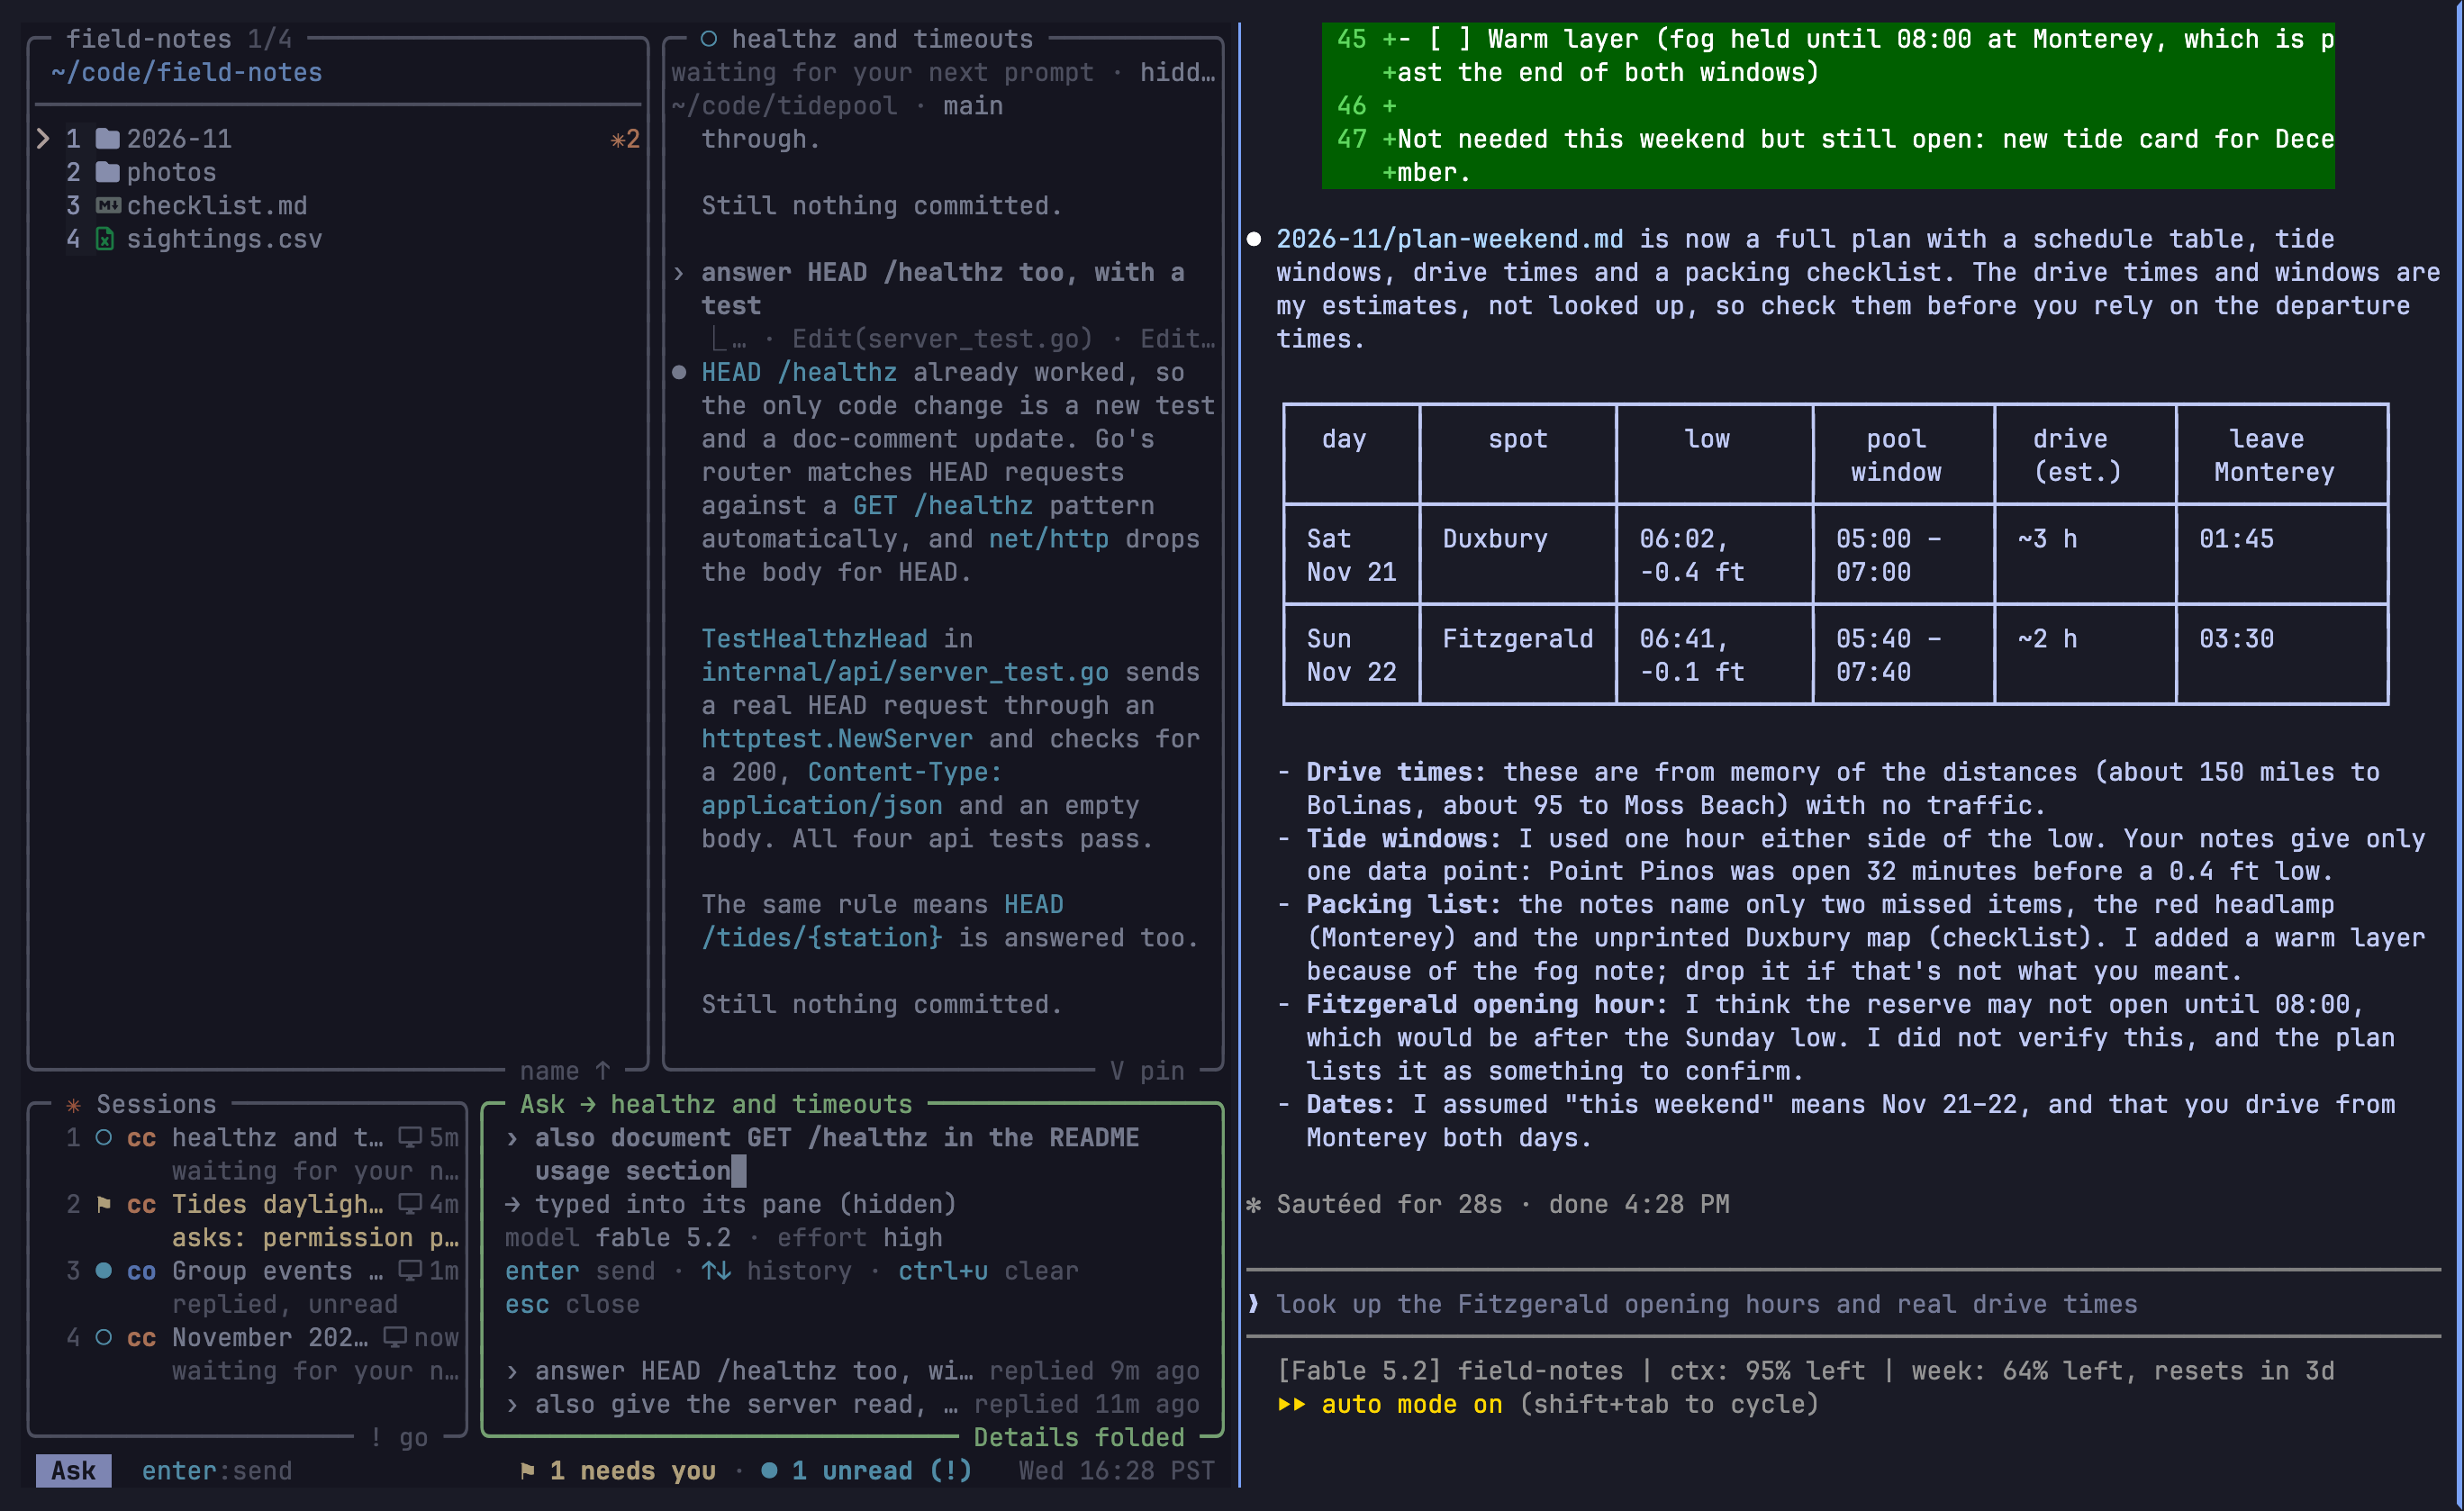 field-notes 1/4
~/code/field-notes
1 2026-11 ✳2
2 photos
3 checklist.md
4 sightings.csv
name ↑
○ healthz and timeouts
waiting for your next prompt · hidd…
~/code/tidepool · main
through.
Still nothing committed.
› answer HEAD /healthz too, with a
test
⎿… · Edit(server_test.go) · Edit…
● HEAD /healthz already worked, so
the only code change is a new test
and a doc-comment update. Go's
router matches HEAD requests
against a GET /healthz pattern
automatically, and net/http drops
the body for HEAD.
TestHealthzHead in
internal/api/server_test.go sends
a real HEAD request through an
httptest.NewServer and checks for
a 200, Content-Type:
application/json and an empty
body. All four api tests pass.
The same rule means HEAD
/tides/{station} is answered too.
Still nothing committed.
V pin
✳ Sessions
1 ○ cc healthz and t… 5m
waiting for your n…
2 ⚑ cc Tides dayligh… 4m
asks: permission p…
3 ● co Group events … 1m
replied, unread
4 ○ cc November 202… now
waiting for your n…
! go
Ask → healthz and timeouts
› also document GET /healthz in the README
usage section
→ typed into its pane (hidden)
model fable 5.2 · effort high
enter send · ↑↓ history · ctrl+u clear
esc close
› answer HEAD /healthz too, wi… replied 9m ago
› also give the server read, … replied 11m ago
Details folded
Ask enter:send ⚑ 1 needs you · ● 1 unread (!) Wed 16:28 PST
45 +- [ ] Warm layer (fog held until 08:00 at Monterey, which is p
+ast the end of both windows)
46 +
47 +Not needed this weekend but still open: new tide card for Dece
+mber.
● 2026-11/plan-weekend.md is now a full plan with a schedule table, tide
windows, drive times and a packing checklist. The drive times and windows are
my estimates, not looked up, so check them before you rely on the departure
times.
day spot low pool drive leave
window (est.) Monterey
Sat Duxbury 06:02, 05:00 – ~3 h 01:45
Nov 21 -0.4 ft 07:00
Sun Fitzgerald 06:41, 05:40 – ~2 h 03:30
Nov 22 -0.1 ft 07:40
- Drive times: these are from memory of the distances (about 150 miles to
Bolinas, about 95 to Moss Beach) with no traffic.
- Tide windows: I used one hour either side of the low. Your notes give only
one data point: Point Pinos was open 32 minutes before a 0.4 ft low.
- Packing list: the notes name only two missed items, the red headlamp
(Monterey) and the unprinted Duxbury map (checklist). I added a warm layer
because of the fog note; drop it if that's not what you meant.
- Fitzgerald opening hour: I think the reserve may not open until 08:00,
which would be after the Sunday low. I did not verify this, and the plan
lists it as something to confirm.
- Dates: I assumed "this weekend" means Nov 21–22, and that you drive from
Monterey both days.
✻ Sautéed for 28s · done 4:28 PM
❯ look up the Fitzgerald opening hours and real drive times
[Fable 5.2] field-notes | ctx: 95% left | week: 64% left, resets in 3d
⏵⏵ auto mode on (shift+tab to cycle)